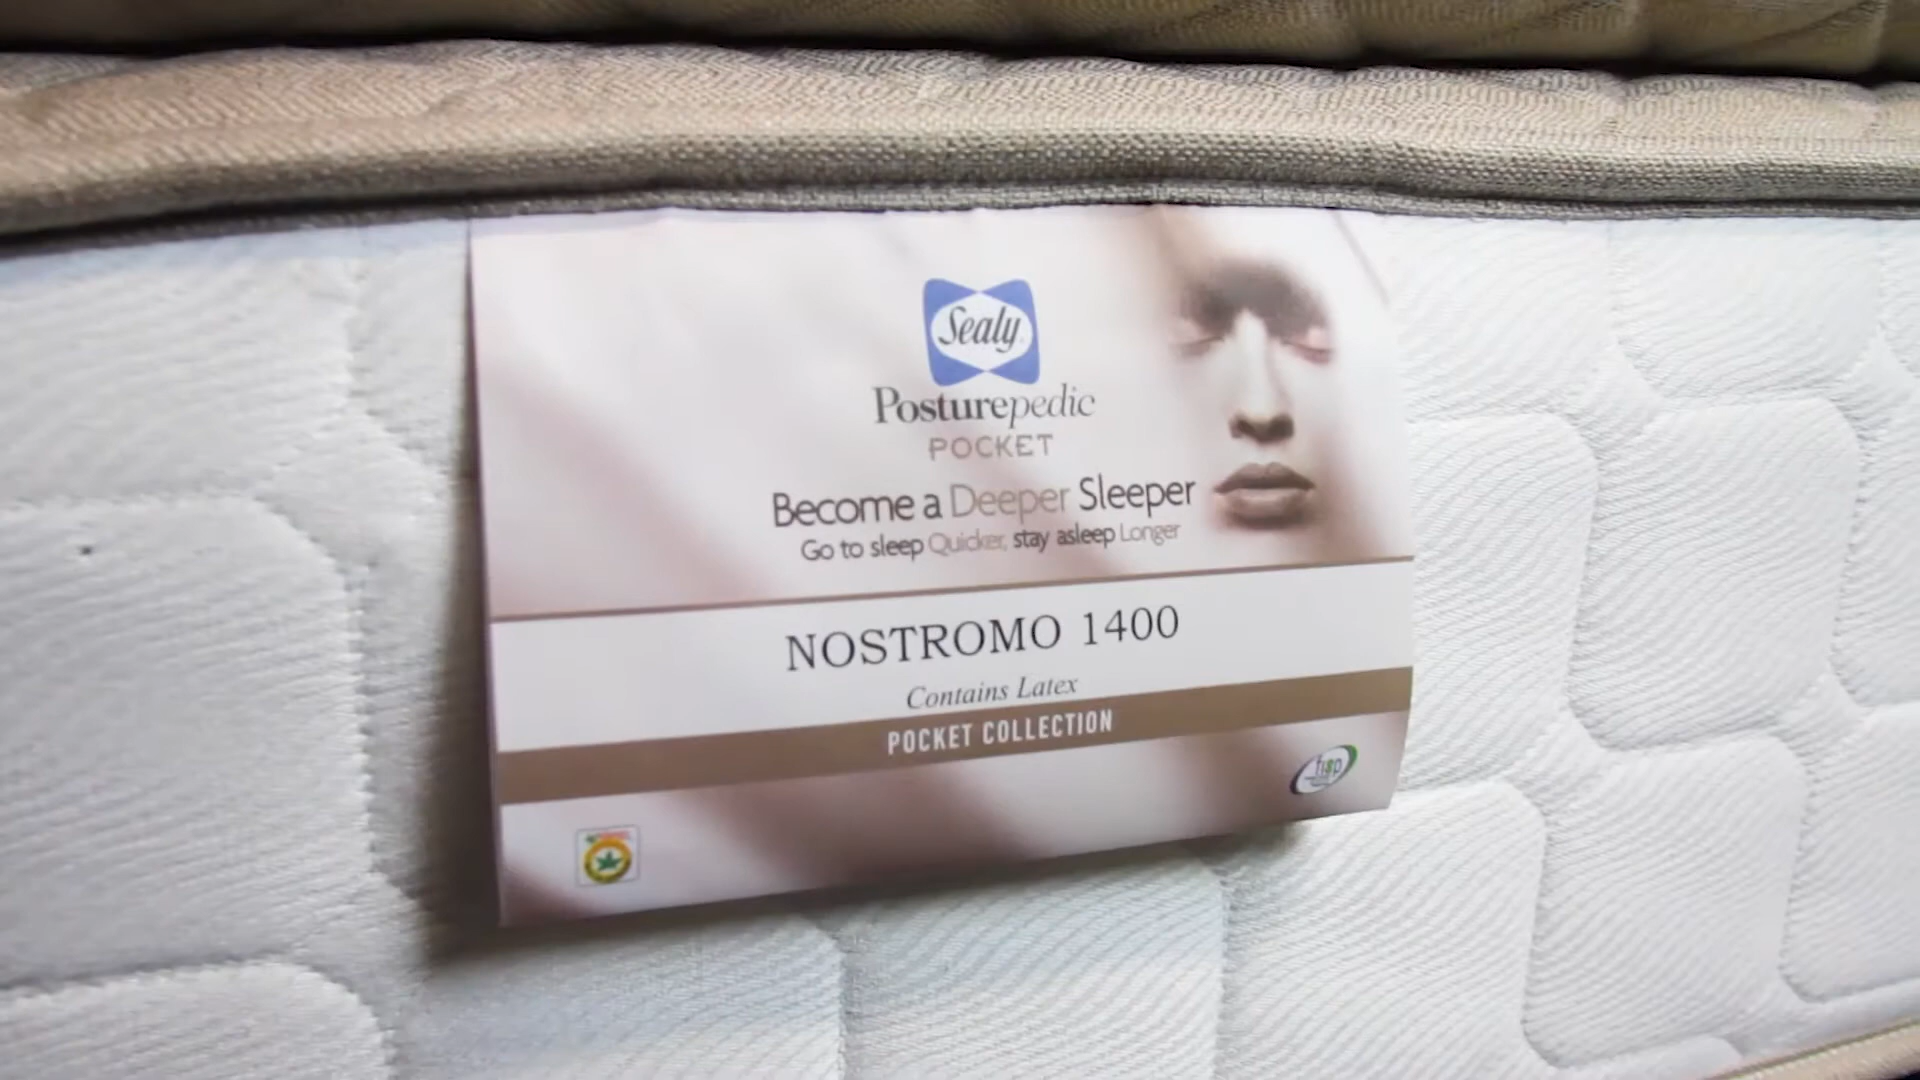 Sealy
Posturepedic
POCKET
Become a Deeper Sleeper
Go to sleep Quicker, stay asleep Longer
NOSTROMO 1400
Contains Latex
POCKET COLLECTION
fisp